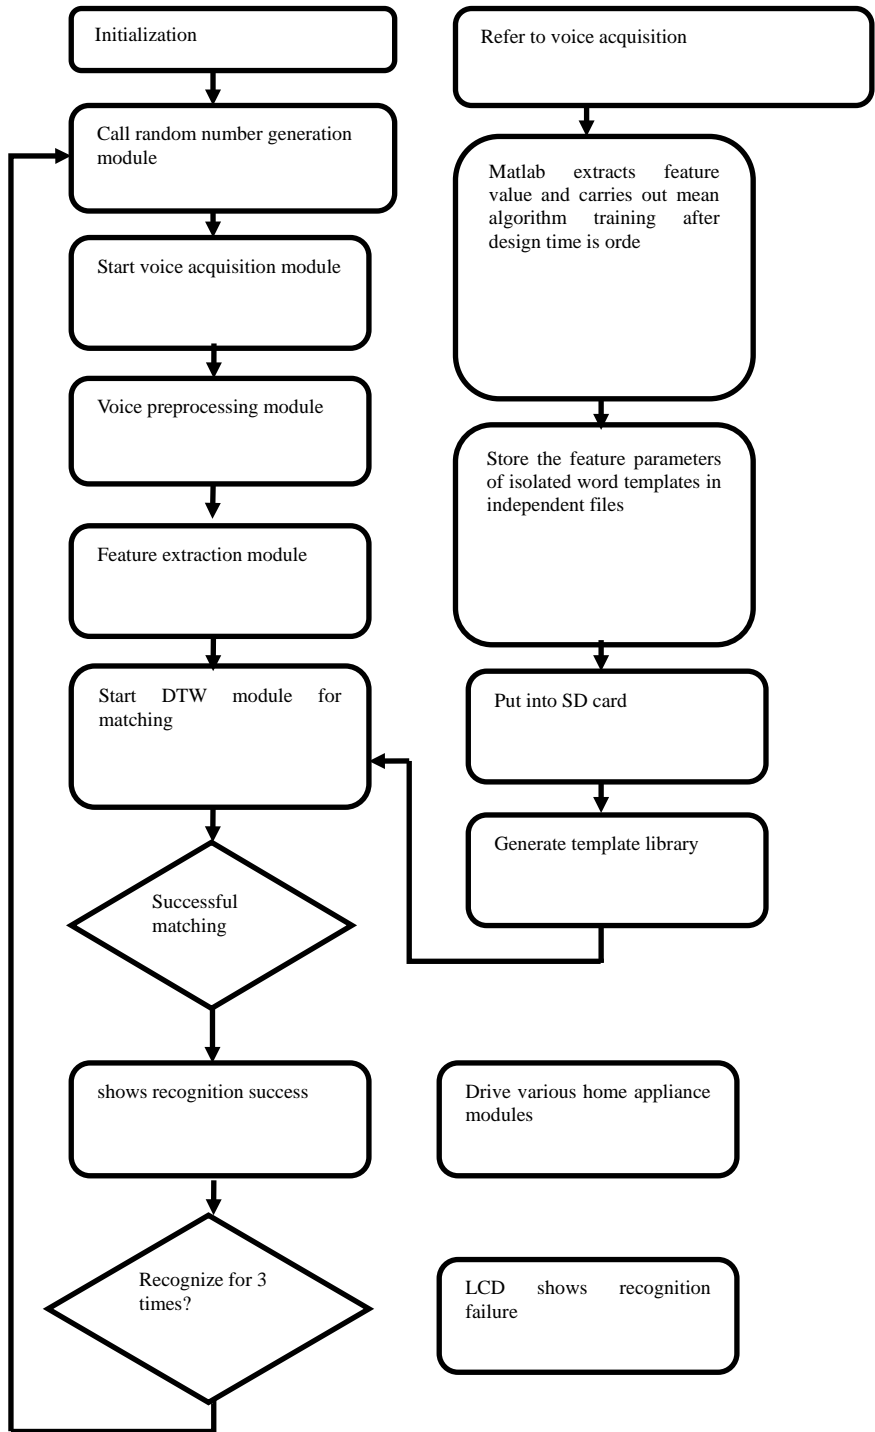 Initialization
Call random number generation
module
Start voice acquisition module
Voice preprocessing module
Feature extraction module
Start DTW module for
matching
Successful
matching
shows recognition success
Recognize for 3
times?
Refer to voice acquisition
Matlab extracts feature
value and carries out mean
algorithm training after
design time is orde
Store the feature parameters
of isolated word templates in
independent files
Put into SD card
Generate template library
Drive various home appliance
modules
LCD shows recognition
failure